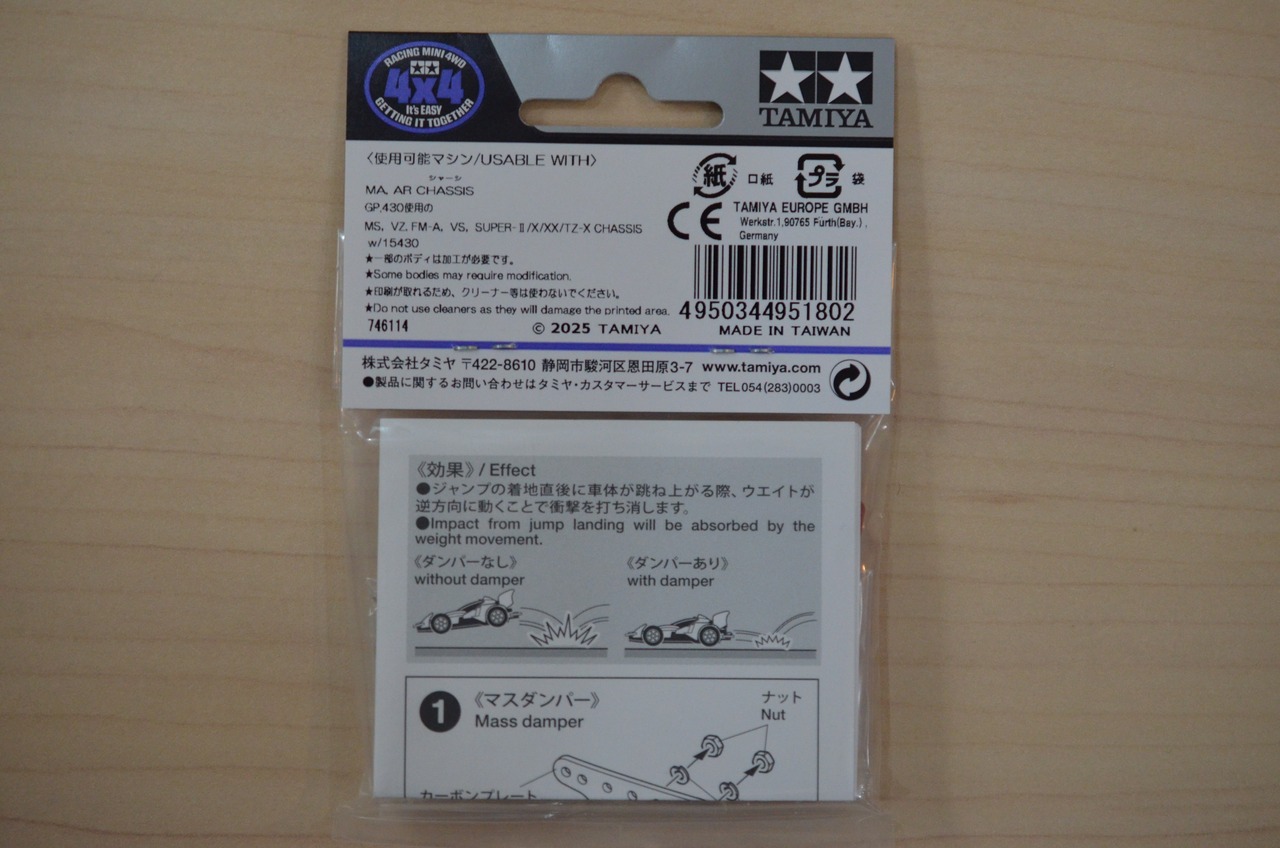 RACING MINI 4WD
4x4
It's EASY
GETTING IT TOGETHER
TAMIYA
〈使用可能マシン/USABLE WITH〉
シャーシ
MA, AR CHASSIS
GP.430使用の
MS, VZ, FM-A, VS, SUPER-Ⅱ/X/XX/TZ-X CHASSIS
w/15430
★一部のボディは加工が必要です。
★Some bodies may require modification.
★印刷が取れるため、クリーナー等は使わないでください。
★Do not use cleaners as they will damage the printed area.
746114
© 2025 TAMIYA
紙 口紙
プラ 袋
CE
TAMIYA EUROPE GMBH
Werkstr.1,90765 Fürth(Bay.),
Germany
4950344951802
MADE IN TAIWAN
株式会社タミヤ 〒422-8610 静岡市駿河区恩田原3-7 www.tamiya.com
●製品に関するお問い合わせはタミヤ・カスタマーサービスまで TEL054(283)0003
《効果》/ Effect
●ジャンプの着地直後に車体が跳ね上がる際、ウエイトが
逆方向に動くことで衝撃を打ち消します。
●Impact from jump landing will be absorbed by the
weight movement.
《ダンパーなし》
without damper
《ダンパーあり》
with damper
1
《マスダンパー》
Mass damper
ナット
Nut
カーボンプレート